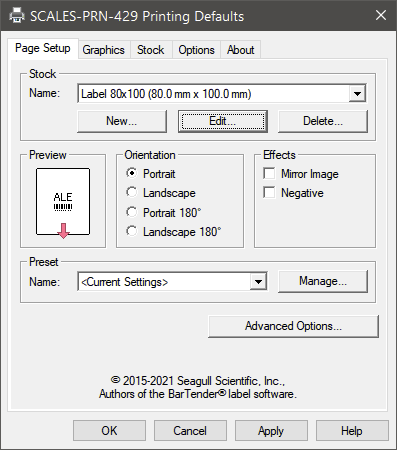 SCALES-PRN-429 Printing Defaults
Page Setup Graphics Stock Options About
Stock
Name: Label 80x100 (80.0 mm x 100.0 mm)
New... Edit... Delete...
Preview
ALE
Orientation
Portrait
Landscape
Portrait 180°
Landscape 180°
Effects
Mirror Image
Negative
Preset
Name: <Current Settings> Manage...
Advanced Options...
© 2015-2021 Seagull Scientific, Inc.,
Authors of the BarTender® label software.
OK Cancel Apply Help